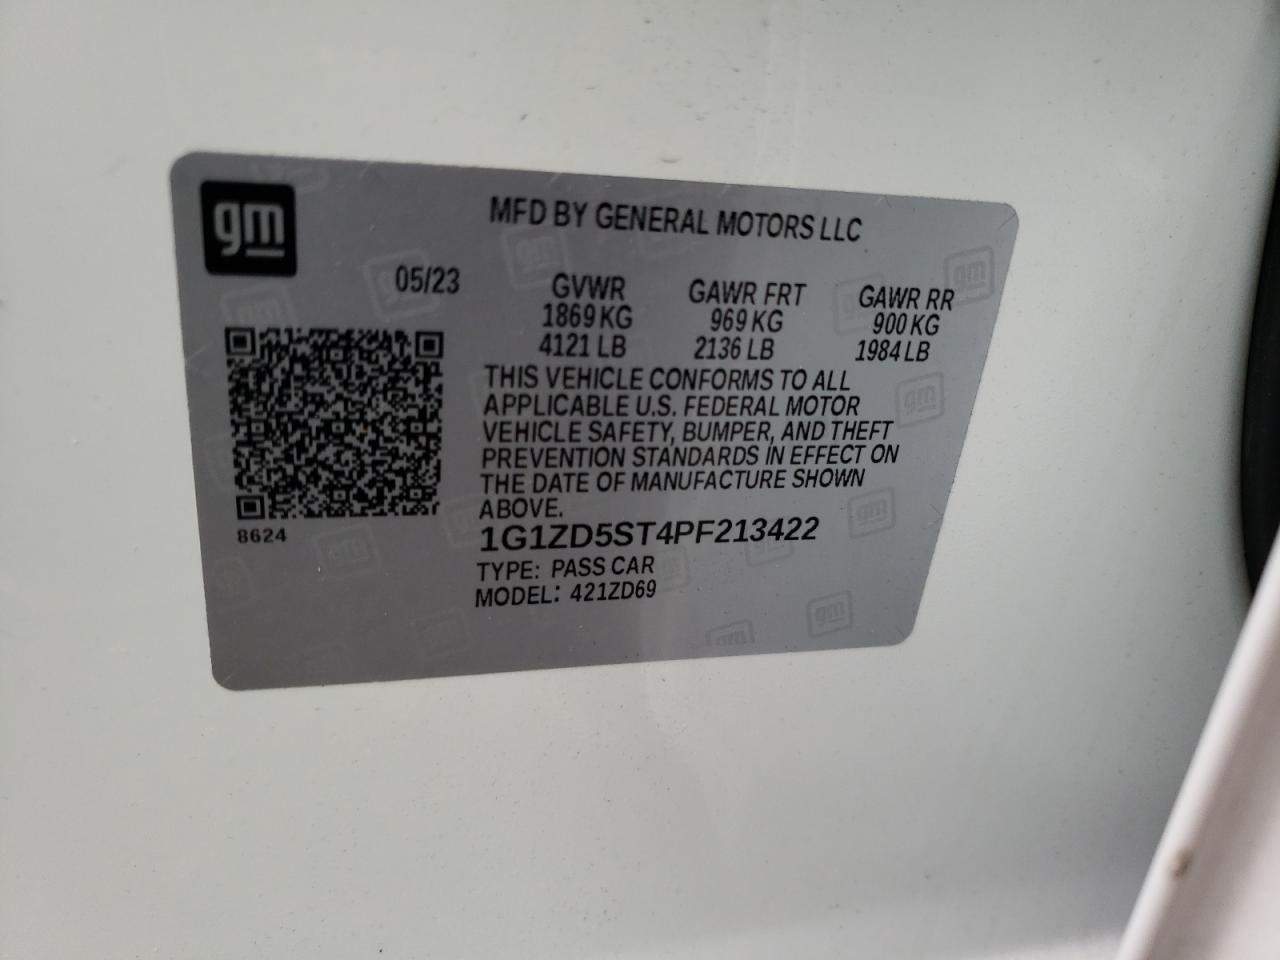 gm
MFD BY GENERAL MOTORS LLC
05/23
GVWR GAWR FRT GAWR RR
1869 KG 969 KG 900 KG
4121 LB 2136 LB 1984 LB
THIS VEHICLE CONFORMS TO ALL
APPLICABLE U.S. FEDERAL MOTOR
VEHICLE SAFETY, BUMPER, AND THEFT
PREVENTION STANDARDS IN EFFECT ON
THE DATE OF MANUFACTURE SHOWN
ABOVE.
8624
1G1ZD5ST4PF213422
TYPE: PASS CAR
MODEL: 421ZD69